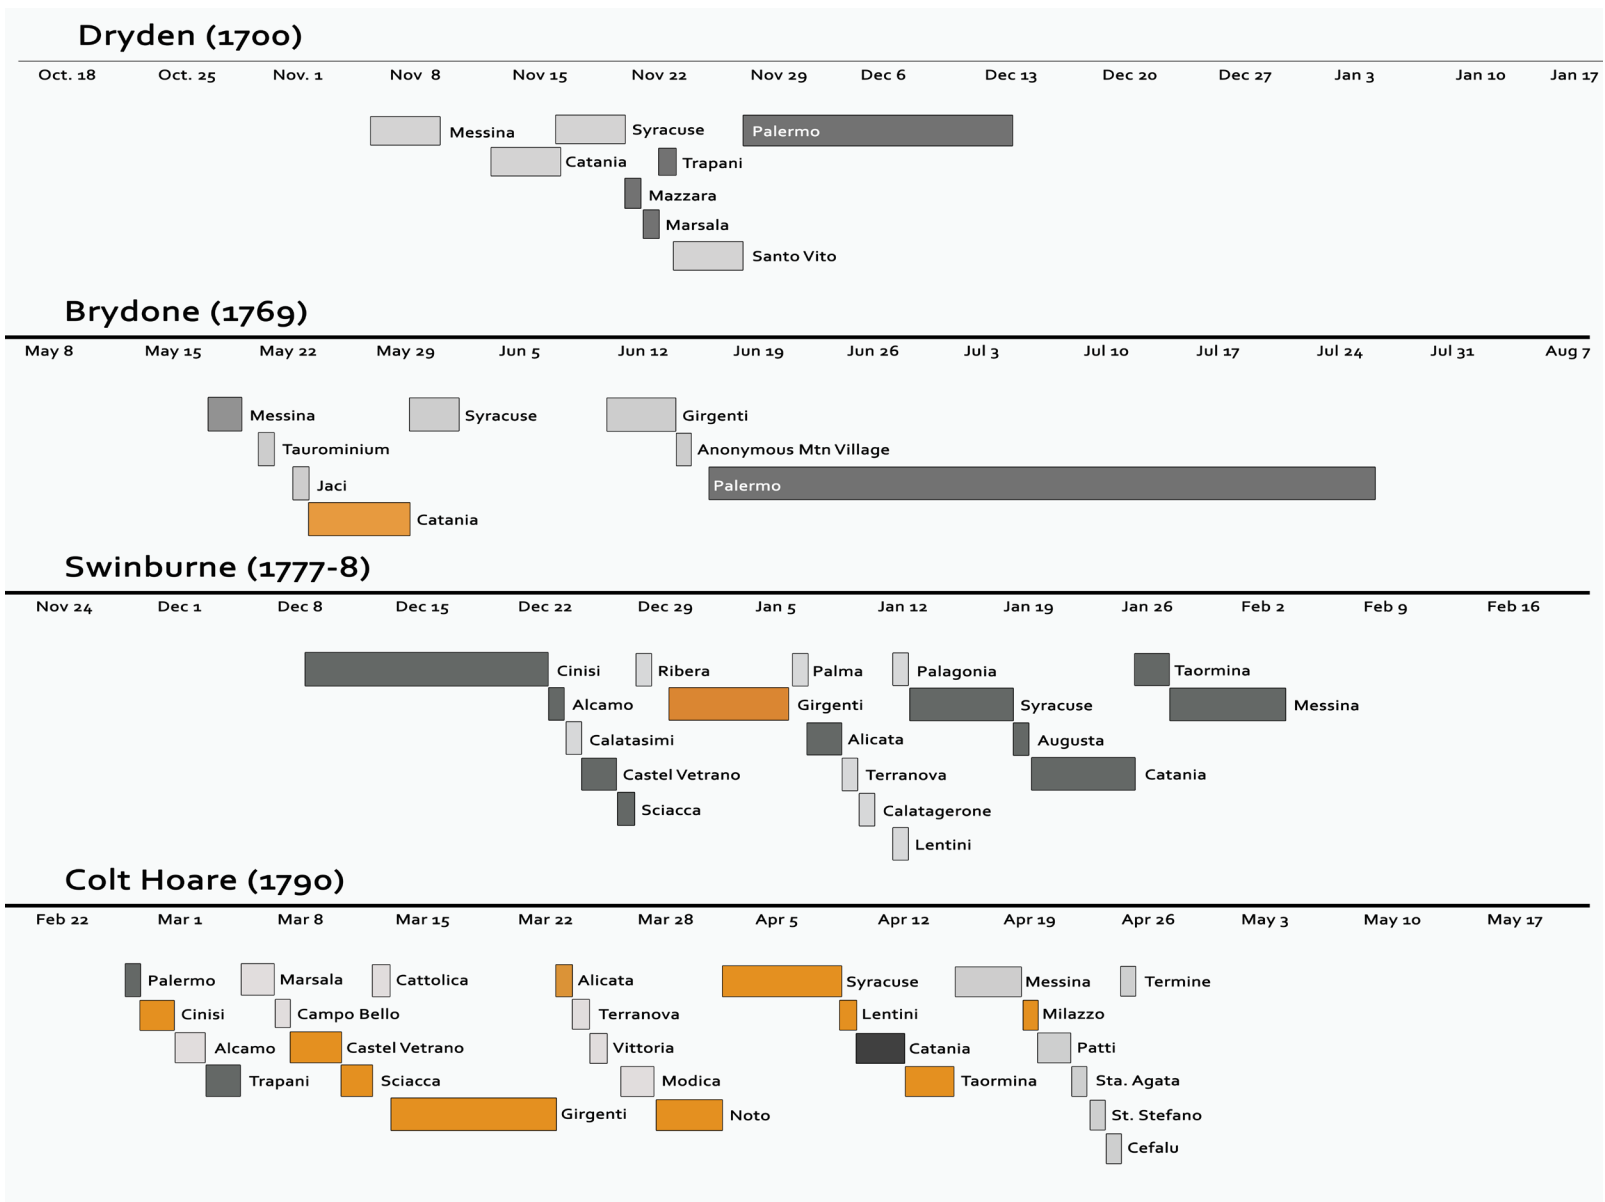 Dryden (1700)
Oct. 18 Oct. 25 Nov. 1 Nov 8 Nov 15 Nov 22 Nov 29 Dec 6 Dec 13 Dec 20 Dec 27 Jan 3 Jan 10 Jan 17
Messina Syracuse Palermo
Catania Trapani
Mazzara
Marsala
Santo Vito
Brydone (1769)
May 8 May 15 May 22 May 29 Jun 5 Jun 12 Jun 19 Jun 26 Jul 3 Jul 10 Jul 17 Jul 24 Jul 31 Aug 7
Messina Syracuse Girgenti
Taurominium Anonymous Mtn Village
Jaci Palermo
Catania
Swinburne (1777-8)
Nov 24 Dec 1 Dec 8 Dec 15 Dec 22 Dec 29 Jan 5 Jan 12 Jan 19 Jan 26 Feb 2 Feb 9 Feb 16
Cinisi Ribera Palma Palagonia Taormina
Alcamo Girgenti Syracuse Messina
Calatasimi Alicata Augusta
Castel Vetrano Terranova Catania
Sciacca Calatagerone
Lentini
Colt Hoare (1790)
Feb 22 Mar 1 Mar 8 Mar 15 Mar 22 Mar 28 Apr 5 Apr 12 Apr 19 Apr 26 May 3 May 10 May 17
Palermo Marsala Cattolica Alicata Syracuse Messina Termine
Cinisi Campo Bello Terranova Lentini Milazzo
Alcamo Castel Vetrano Vittoria Catania Patti
Trapani Sciacca Modica Taormina Sta. Agata
Girgenti Noto St. Stefano
Cefalu